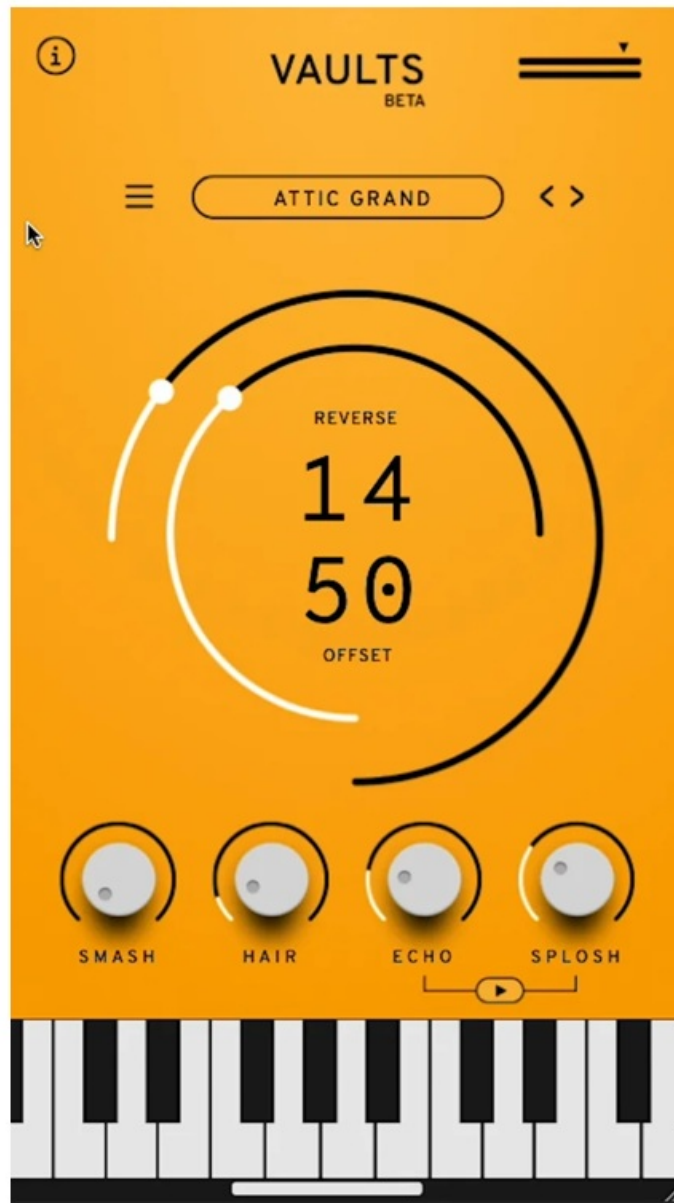 i
VAULTS
BETA
ATTIC GRAND
REVERSE
14
50
OFFSET
SMASH
HAIR
ECHO
SPLOSH